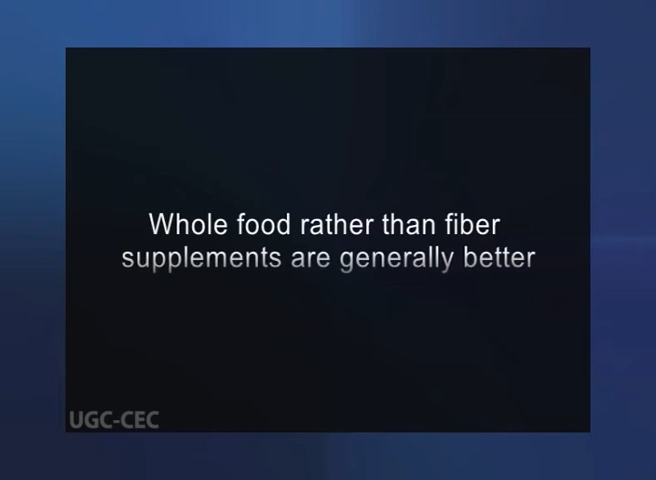 Whole food rather than fiber
supplements are generally better
UGC-CEC